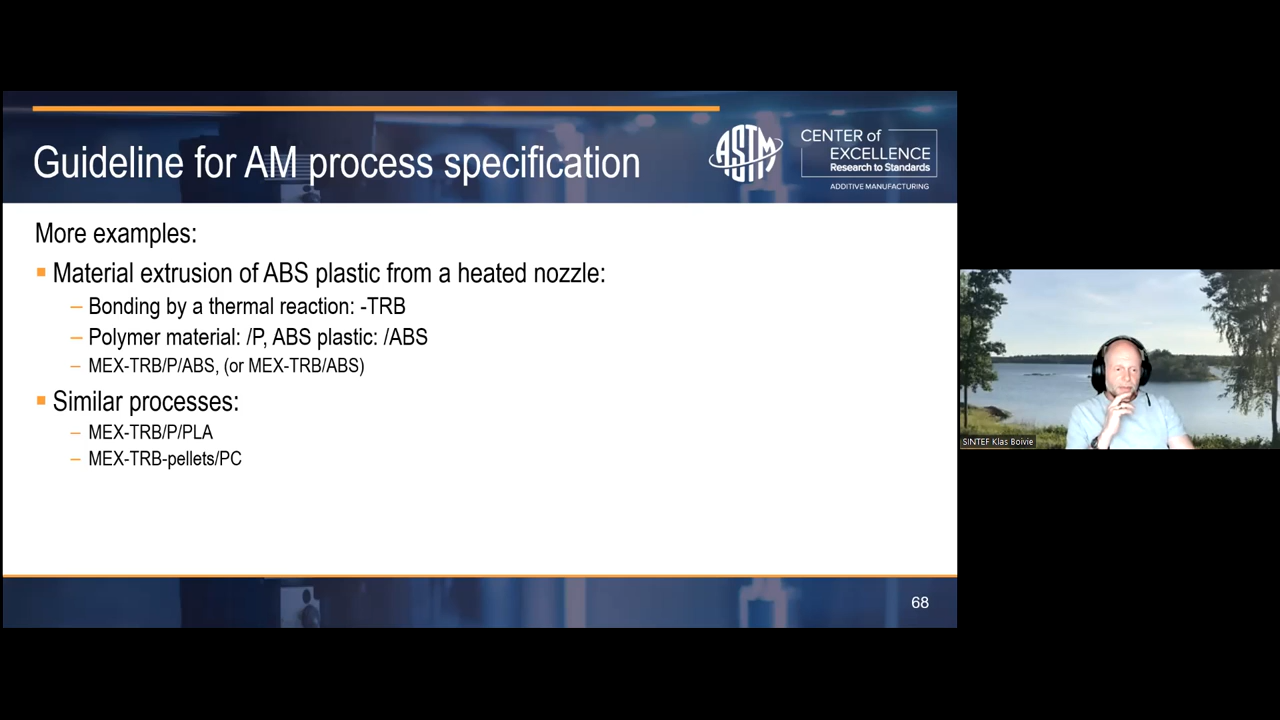 Guideline for AM process specification
ASTM
CENTER of
EXCELLENCE
Research to Standards
ADDITIVE MANUFACTURING
More examples:
▪ Material extrusion of ABS plastic from a heated nozzle:
– Bonding by a thermal reaction: -TRB
– Polymer material: /P, ABS plastic: /ABS
– MEX-TRB/P/ABS, (or MEX-TRB/ABS)
▪ Similar processes:
– MEX-TRB/P/PLA
– MEX-TRB-pellets/PC
68
SINTEF Klas Boivie